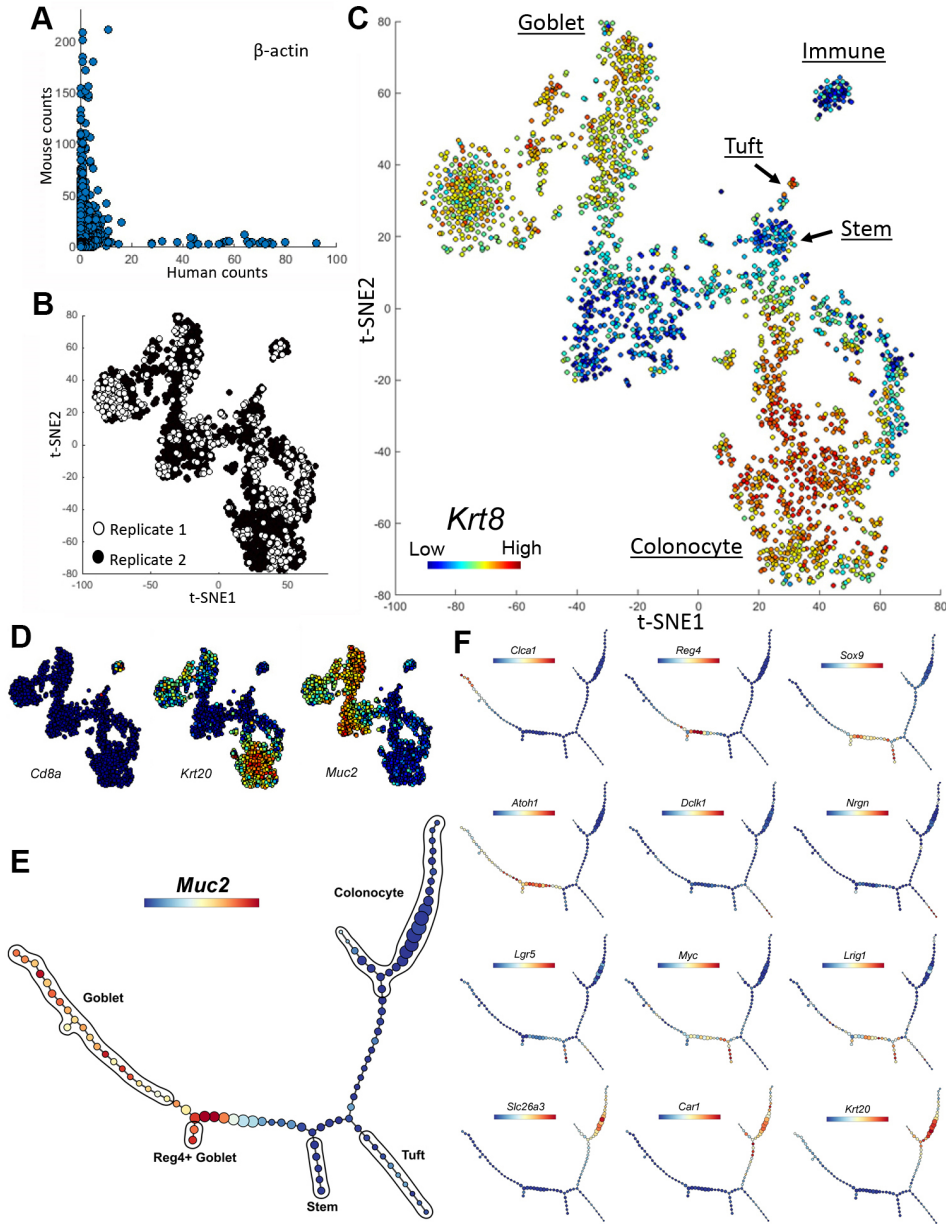 A
β-actin
Mouse counts
200
150
100
50
0
0
20
40
60
80
100
Human counts
B
80
60
40
20
0
-20
-40
-60
-80
t-SNE2
Replicate 1
Replicate 2
-100
-50
0
50
t-SNE1
C
Goblet
Immune
Tuft
Stem
Colonocyte
Krt8
Low
High
80
60
40
20
0
-20
-40
-60
-80
t-SNE2
-100
-80
-60
-40
-20
0
20
40
60
80
t-SNE1
D
Cd8a
Krt20
Muc2
E
Muc2
Colonocyte
Goblet
Reg4+ Goblet
Stem
Tuft
F
Clca1
Reg4
Sox9
Atoh1
Dclk1
Nrgn
Lgr5
Myc
Lrig1
Slc26a3
Car1
Krt20